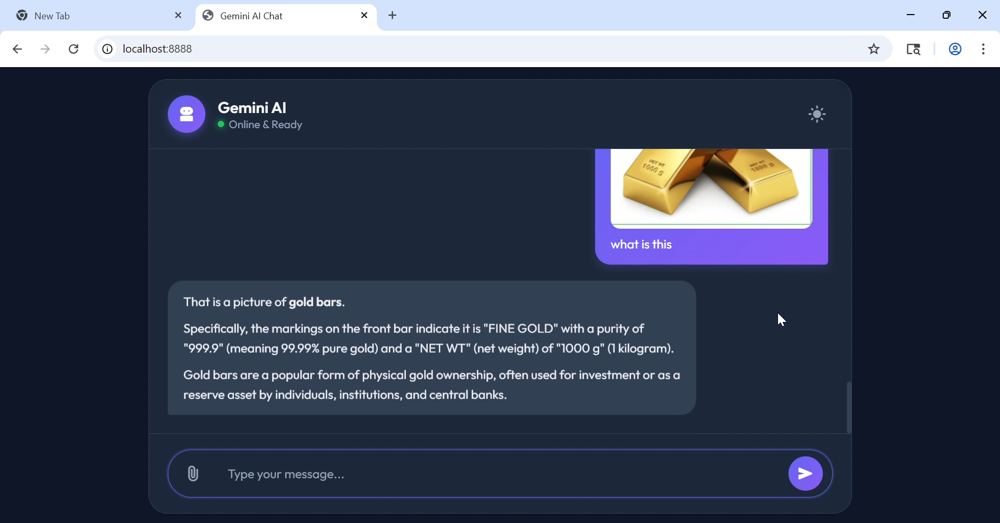 New Tab
Gemini AI Chat
localhost:8888
Gemini AI
Online & Ready
NET WT
1000 g
NET WT
1000 g
what is this
That is a picture of gold bars.
Specifically, the markings on the front bar indicate it is "FINE GOLD" with a purity of
"999.9" (meaning 99.99% pure gold) and a "NET WT" (net weight) of "1000 g" (1 kilogram).
Gold bars are a popular form of physical gold ownership, often used for investment or as a
reserve asset by individuals, institutions, and central banks.
Type your message...